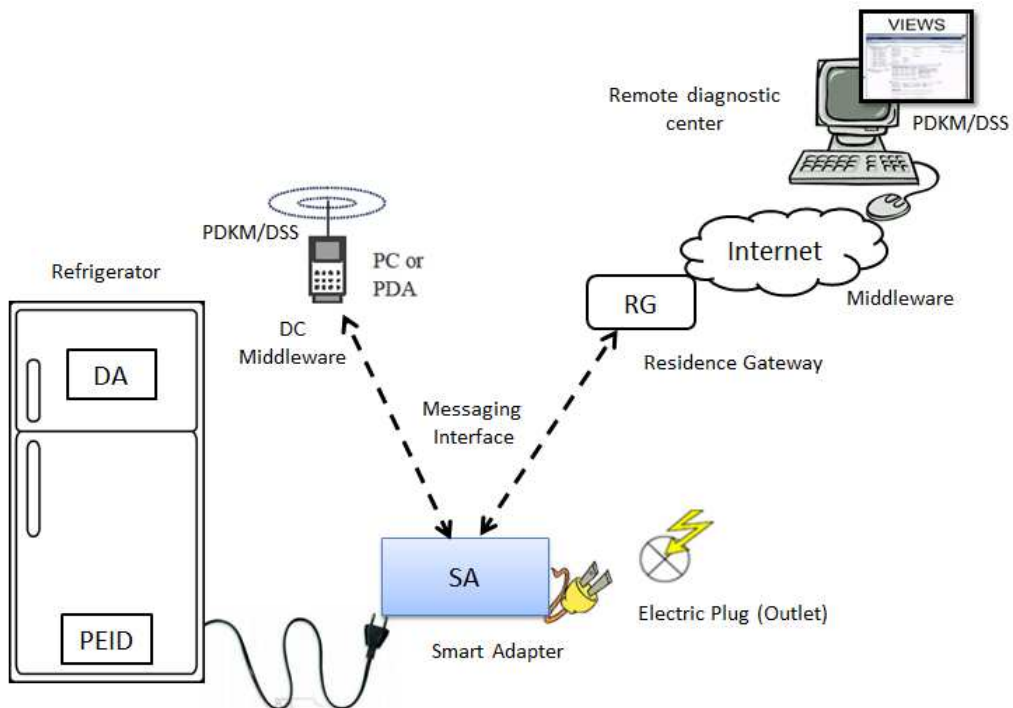 VIEWS
Remote diagnostic
center
PDKM/DSS
PDKM/DSS
PC or
PDA
Internet
Refrigerator
RG
Middleware
DC
Middleware
Residence Gateway
DA
Messaging
Interface
SA
Electric Plug (Outlet)
PEID
Smart Adapter